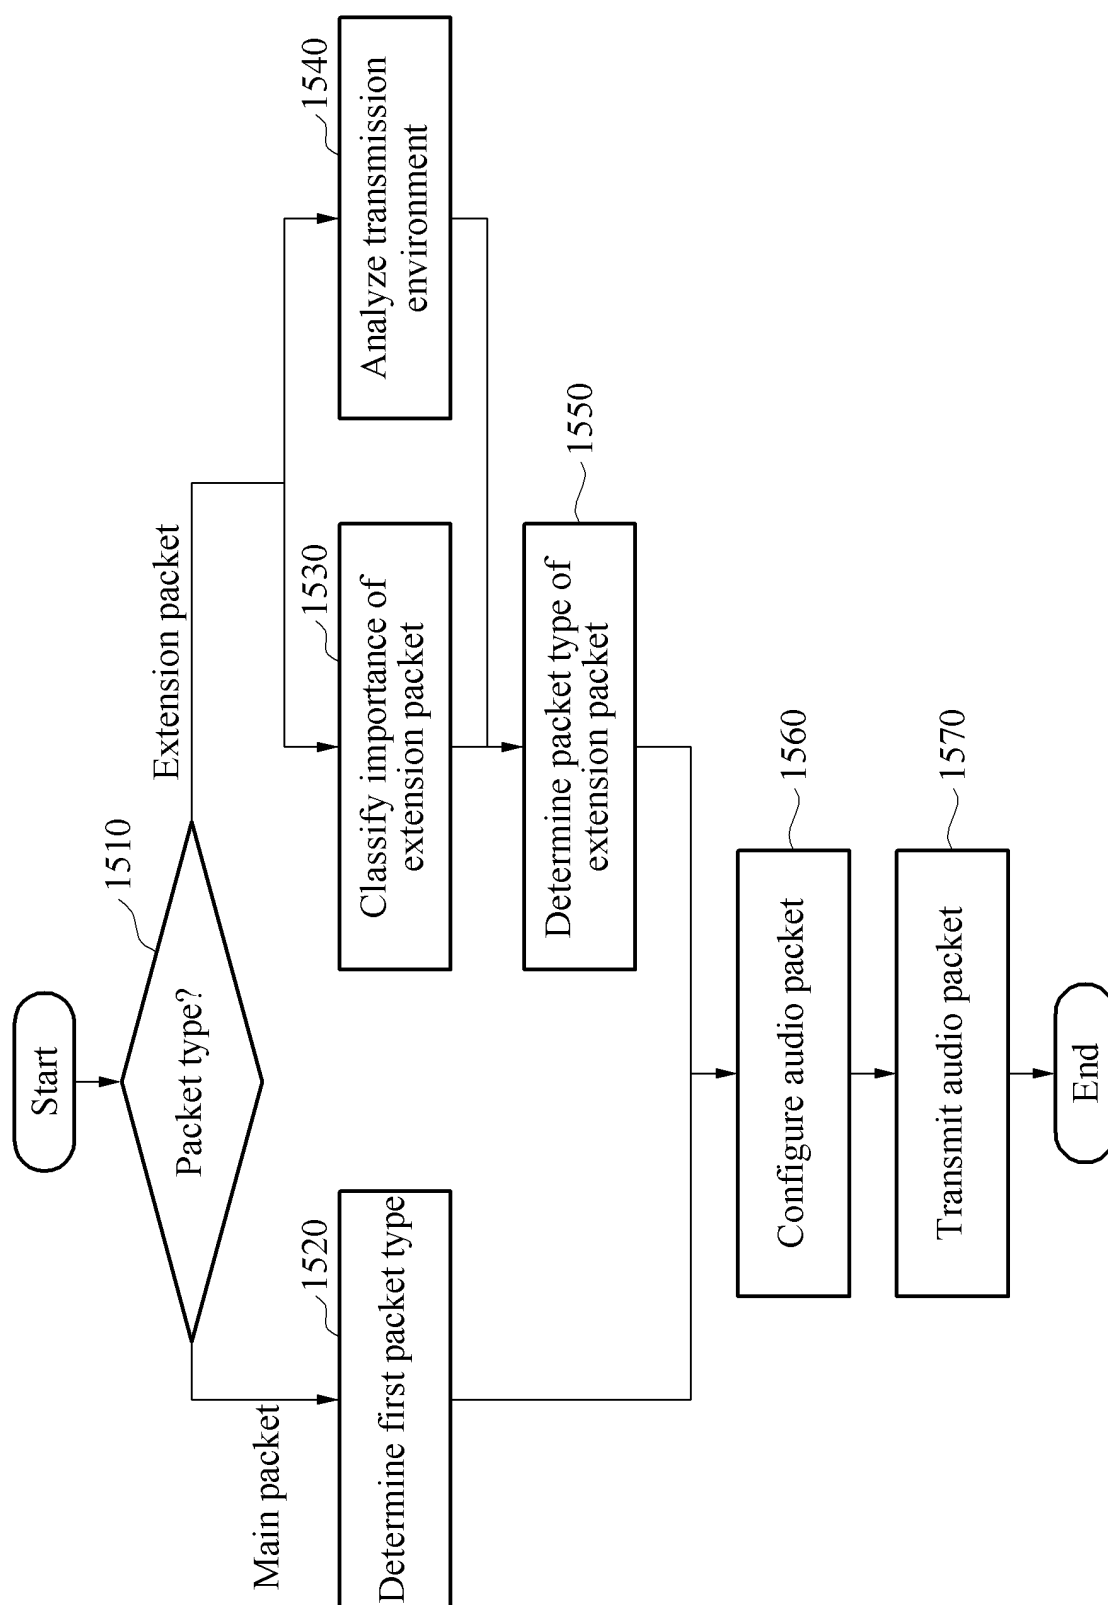 Start
1510
Packet type?
Main packet
Extension packet
1520
Determine first packet type
1530
Classify importance of
extension packet
1540
Analyze transmission
environment
1550
Determine packet type of
extension packet
1560
Configure audio packet
1570
Transmit audio packet
End